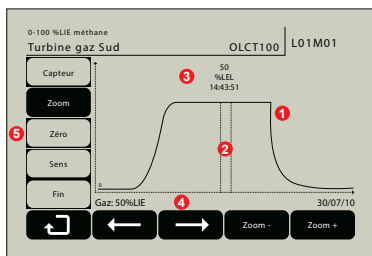 0-100 %LIE méthane
Turbine gaz Sud
OLCT100
L01M01
Capteur
Zoom
Zéro
Sens
Fin
50
%LEL
14:43:51
3
1
2
5
4
0
Gaz: 50%LIE
30/07/10
Zoom -
Zoom +